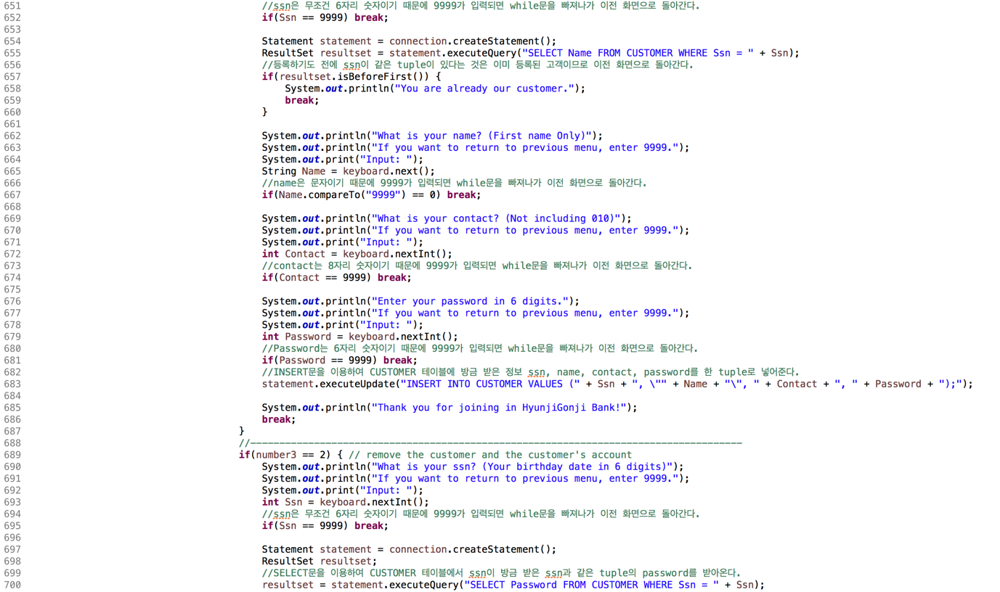 651 //ssn은 무조건 6자리 숫자이기 때문에 9999가 입력되면 while문을 빠져나가 이전 화면으로 돌아간다.
652 if(Ssn == 9999) break;
653
654 Statement statement = connection.createStatement();
655 ResultSet resultset = statement.executeQuery("SELECT Name FROM CUSTOMER WHERE Ssn = " + Ssn);
656 //등록하기도 전에 ssn이 같은 tuple이 있다는 것은 이미 등록된 고객이므로 이전 화면으로 돌아간다.
657 if(resultset.isBeforeFirst()) {
658 System.out.println("You are already our customer.");
659 break;
660 }
661
662 System.out.println("What is your name? (First name Only)");
663 System.out.println("If you want to return to previous menu, enter 9999.");
664 System.out.print("Input: ");
665 String Name = keyboard.next();
666 //name은 문자이기 때문에 9999가 입력되면 while문을 빠져나가 이전 화면으로 돌아간다.
667 if(Name.compareTo("9999") == 0) break;
668
669 System.out.println("What is your contact? (Not including 010)");
670 System.out.println("If you want to return to previous menu, enter 9999.");
671 System.out.print("Input: ");
672 int Contact = keyboard.nextInt();
673 //contact는 8자리 숫자이기 때문에 9999가 입력되면 while문을 빠져나가 이전 화면으로 돌아간다.
674 if(Contact == 9999) break;
675
676 System.out.println("Enter your password in 6 digits.");
677 System.out.println("If you want to return to previous menu, enter 9999.");
678 System.out.print("Input: ");
679 int Password = keyboard.nextInt();
680 //Password는 6자리 숫자이기 때문에 9999가 입력되면 while문을 빠져나가 이전 화면으로 돌아간다.
681 if(Password == 9999) break;
682 //INSERT문을 이용하여 CUSTOMER 테이블에 방금 받은 정보 ssn, name, contact, password를 한 tuple로 넣어준다.
683 statement.executeUpdate("INSERT INTO CUSTOMER VALUES (" + Ssn + ", \"" + Name + "\", " + Contact + ", " + Password + ");");
684
685 System.out.println("Thank you for joining in HyunjiGonji Bank!");
686 break;
687 }
688 //-------------------------------------------------------------------------------------
689 if(number3 == 2) { // remove the customer and the customer's account
690 System.out.println("What is your ssn? (Your birthday date in 6 digits)");
691 System.out.println("If you want to return to previous menu, enter 9999.");
692 System.out.print("Input: ");
693 int Ssn = keyboard.nextInt();
694 //ssn은 무조건 6자리 숫자이기 때문에 9999가 입력되면 while문을 빠져나가 이전 화면으로 돌아간다.
695 if(Ssn == 9999) break;
696
697 Statement statement = connection.createStatement();
698 ResultSet resultset;
699 //SELECT문을 이용하여 CUSTOMER 테이블에서 ssn이 방금 받은 ssn과 같은 tuple의 password를 받아온다.
700 resultset = statement.executeQuery("SELECT Password FROM CUSTOMER WHERE Ssn = " + Ssn);